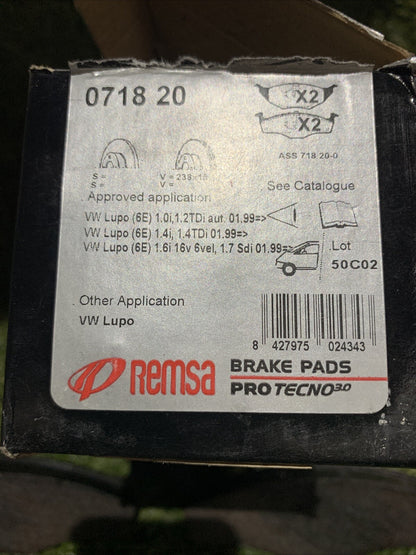 0718 20
X2
X2
ASS 718 20-0
S =
S =
V = 238x18
V =
See Catalogue
Approved application
VW Lupo (6E) 1.0i,1.2TDi aut. 01.99=>
VW Lupo (6E) 1.4i, 1.4TDi 01.99=>
VW Lupo (6E) 1.6i 16v 6vel, 1.7 Sdi 01.99=>
Lot
50C02
Other Application
VW Lupo
8 427975 024343
REMSA
BRAKE PADS
PRO TECNO3.0